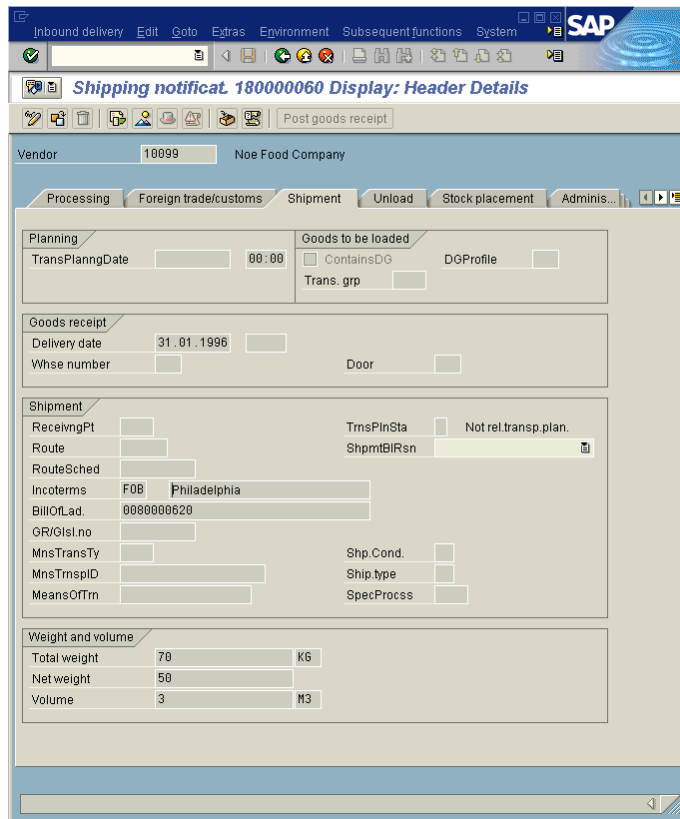 Inbound delivery Edit Goto Extras Environment Subsequent functions System
SAP
Shipping notificat. 180000060 Display: Header Details
Post goods receipt
Vendor 10099 Noe Food Company
Processing Foreign trade/customs Shipment Unload Stock placement Adminis...
Planning Goods to be loaded
TransPlanngDate 00:00 ContainsDG DGProfile
Trans. grp
Goods receipt
Delivery date 31.01.1996
Whse number Door
Shipment
ReceivngPt TrnsPlnSta Not rel.transp.plan.
Route ShpmtBlRsn
RouteSched
Incoterms FOB Philadelphia
BillOfLad. 0080000620
GR/GIsl.no
MnsTransTy Shp.Cond.
MnsTrnspID Ship.type
MeansOfTrn SpecProcss
Weight and volume
Total weight 70 KG
Net weight 50
Volume 3 M3